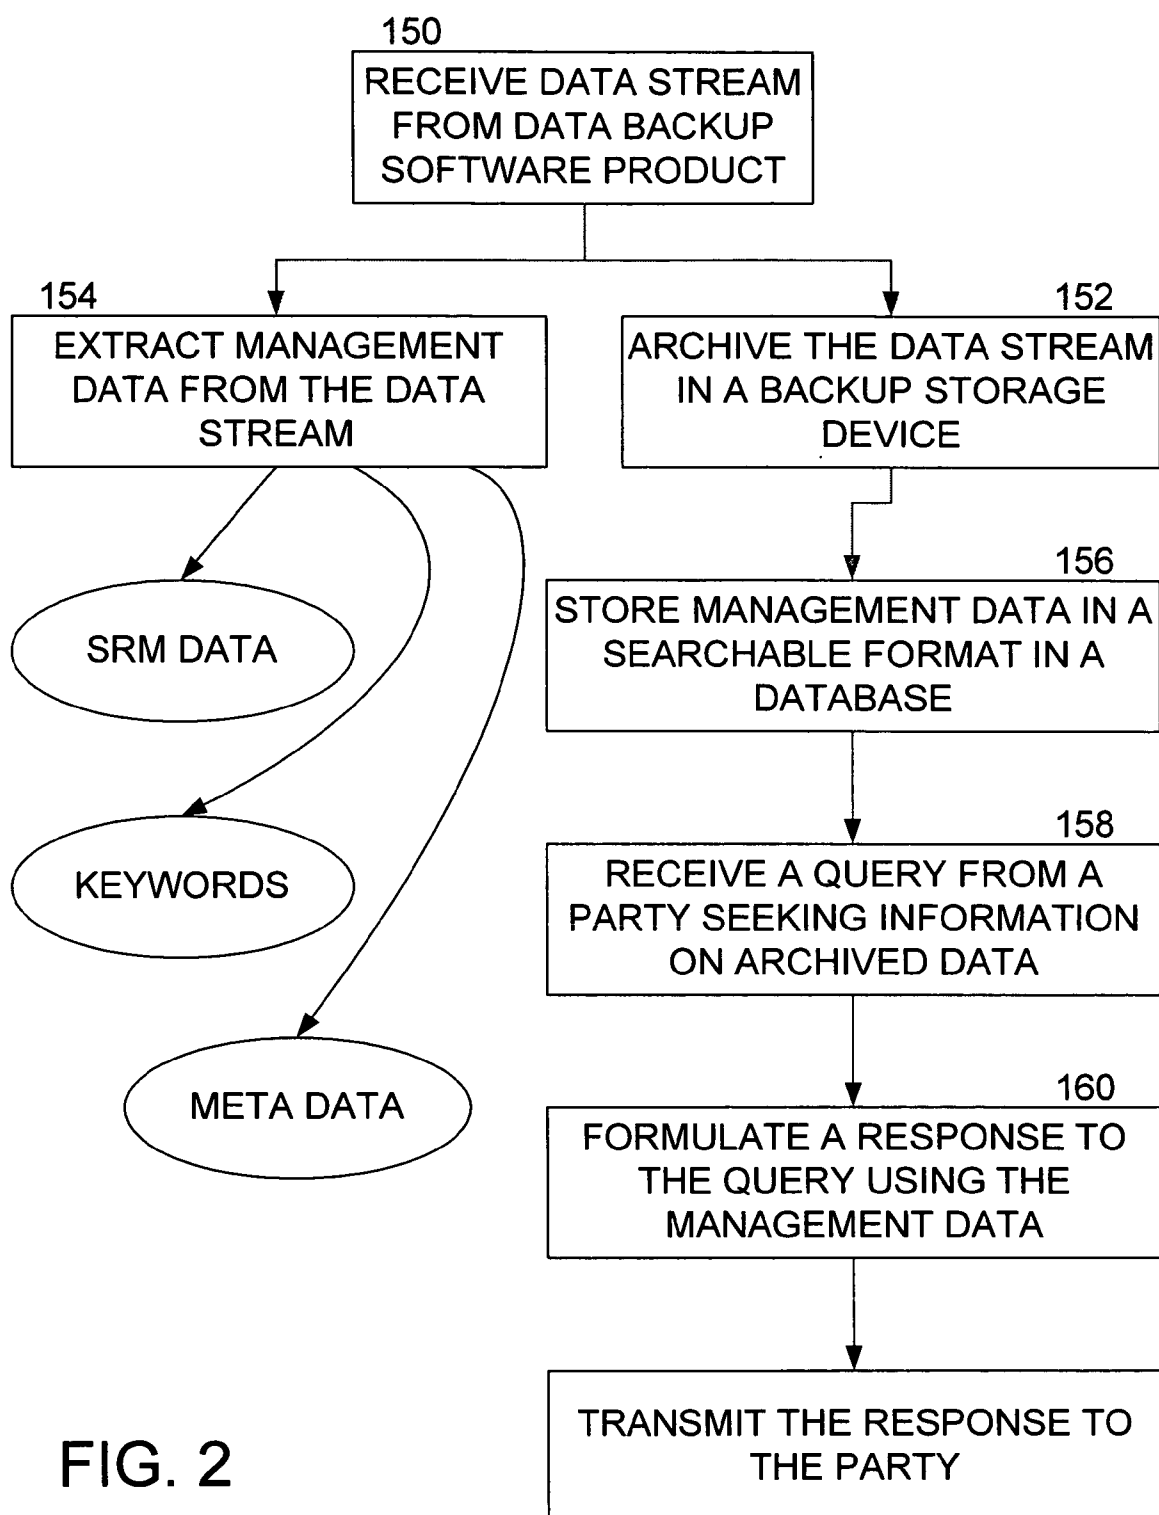 150
RECEIVE DATA STREAM
FROM DATA BACKUP
SOFTWARE PRODUCT
154
EXTRACT MANAGEMENT
DATA FROM THE DATA
STREAM
152
ARCHIVE THE DATA STREAM
IN A BACKUP STORAGE
DEVICE
SRM DATA
KEYWORDS
META DATA
156
STORE MANAGEMENT DATA IN A
SEARCHABLE FORMAT IN A
DATABASE
158
RECEIVE A QUERY FROM A
PARTY SEEKING INFORMATION
ON ARCHIVED DATA
160
FORMULATE A RESPONSE TO
THE QUERY USING THE
MANAGEMENT DATA
TRANSMIT THE RESPONSE TO
THE PARTY
FIG. 2